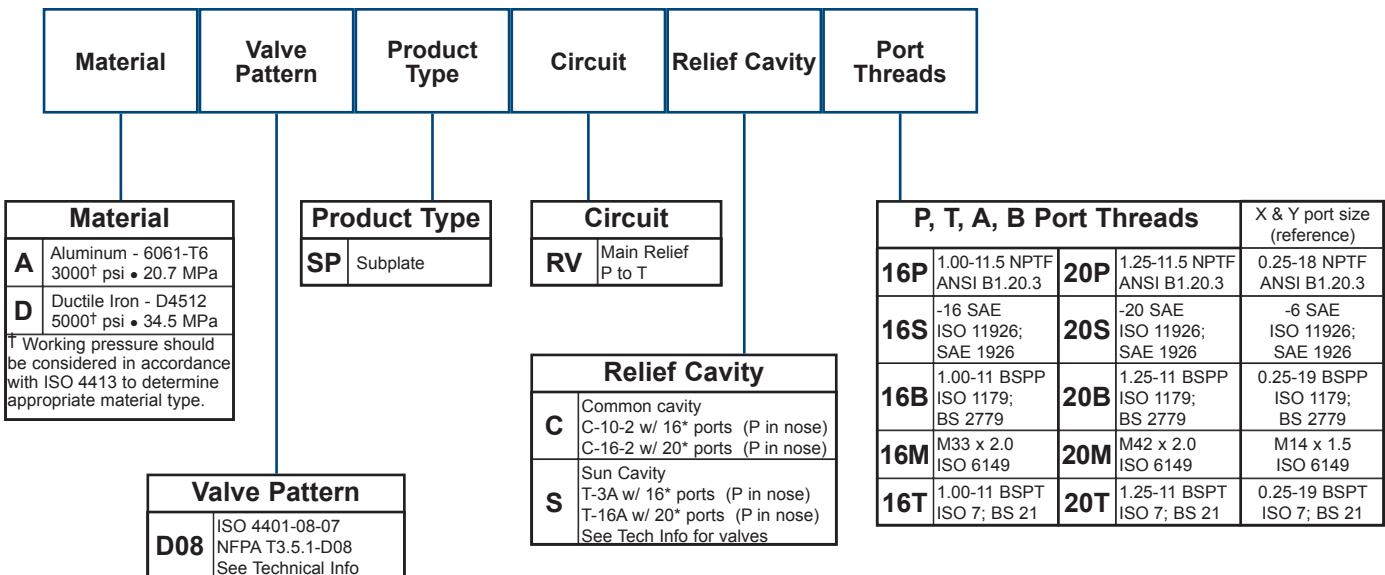 Material
Valve
Pattern
Product
Type
Circuit
Relief Cavity
Port
Threads
Material
A
Aluminum - 6061-T6
3000† psi • 20.7 MPa
D
Ductile Iron - D4512
5000† psi • 34.5 MPa
† Working pressure should
be considered in accordance
with ISO 4413 to determine
appropriate material type.
Valve Pattern
D08
ISO 4401-08-07
NFPA T3.5.1-D08
See Technical Info
Product Type
SP
Subplate
Circuit
RV
Main Relief
P to T
Relief Cavity
C
Common cavity
C-10-2 w/ 16* ports (P in nose)
C-16-2 w/ 20* ports (P in nose)
S
Sun Cavity
T-3A w/ 16* ports (P in nose)
T-16A w/ 20* ports (P in nose)
See Tech Info for valves
P, T, A, B Port Threads
X & Y port size
(reference)
16P
1.00-11.5 NPTF
ANSI B1.20.3
20P
1.25-11.5 NPTF
ANSI B1.20.3
0.25-18 NPTF
ANSI B1.20.3
16S
-16 SAE
ISO 11926;
SAE 1926
20S
-20 SAE
ISO 11926;
SAE 1926
-6 SAE
ISO 11926;
SAE 1926
16B
1.00-11 BSPP
ISO 1179;
BS 2779
20B
1.25-11 BSPP
ISO 1179;
BS 2779
0.25-19 BSPP
ISO 1179;
BS 2779
16M
M33 x 2.0
ISO 6149
20M
M42 x 2.0
ISO 6149
M14 x 1.5
ISO 6149
16T
1.00-11 BSPT
ISO 7; BS 21
20T
1.25-11 BSPT
ISO 7; BS 21
0.25-19 BSPT
ISO 7; BS 21